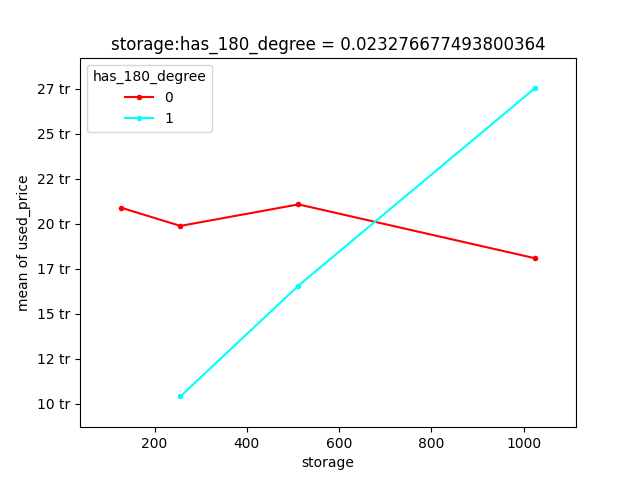 storage:has_180_degree = 0.023276677493800364
has_180_degree
0
1
27 tr
25 tr
22 tr
20 tr
17 tr
15 tr
12 tr
10 tr
mean of used_price
200 400 600 800 1000
storage